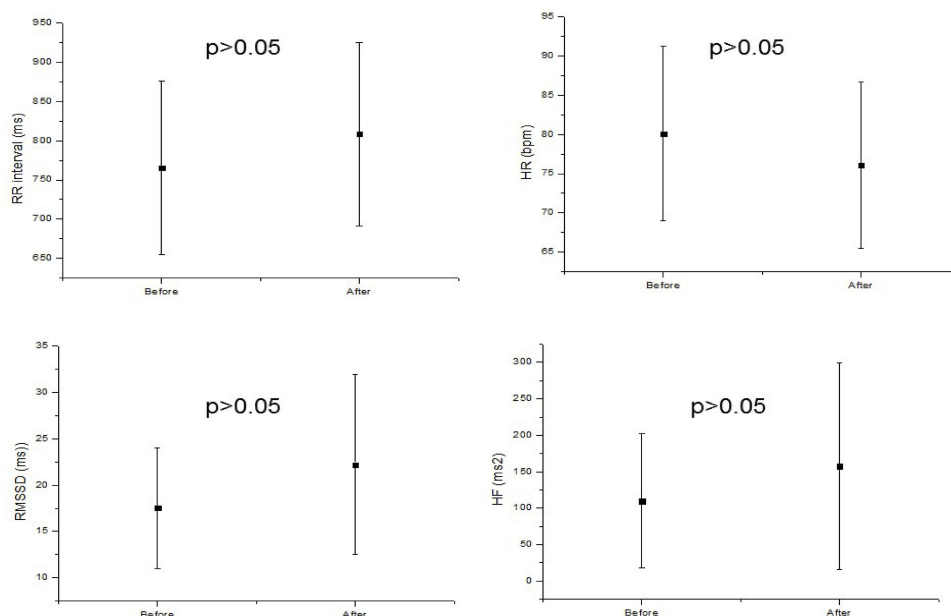 950
900
850
800
750
700
650
RR interval (ms)
p>0.05
Before After
95
90
85
80
75
70
65
HR (bpm)
p>0.05
Before After
35
30
25
20
15
10
RMSSD (ms))
p>0.05
Before After
300
250
200
150
100
50
0
HF (ms2)
p>0.05
Before After